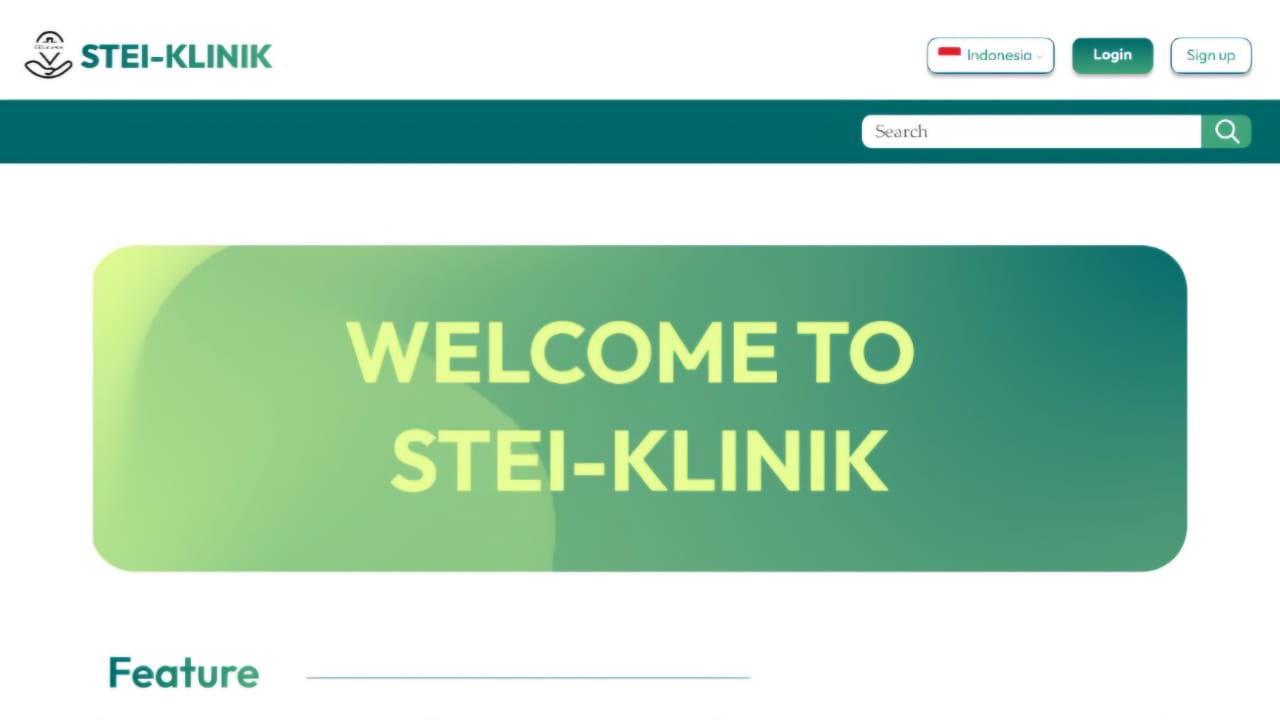 STEI-KLINIK
Indonesia
Login
Sign up
Search
WELCOME TO
STEI-KLINIK
Feature